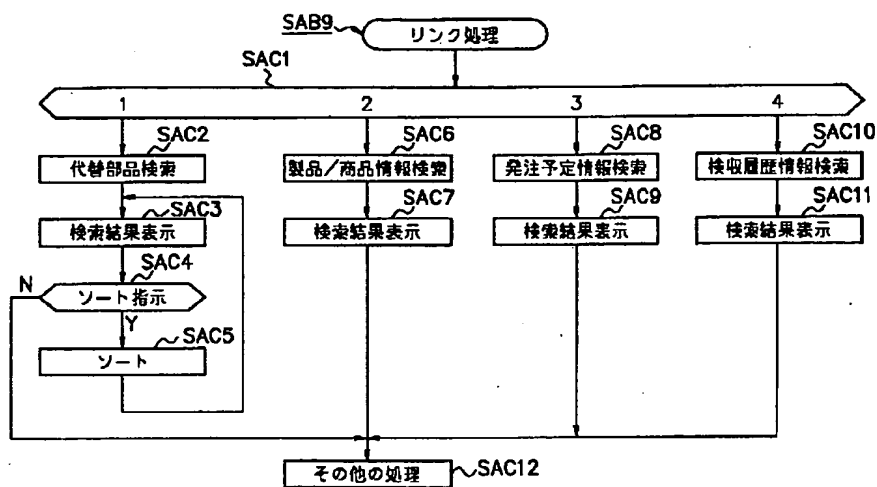 SAB9
リンク処理
SAC1
1 2 3 4
SAC2 SAC6 SAC8 SAC10
代替部品検索 製品/商品情報検索 発注予定情報検索 検収履歴情報検索
SAC3 SAC7 SAC9 SAC11
検索結果表示 検索結果表示 検索結果表示 検索結果表示
SAC4
N ソート指示
Y
SAC5
ソート
その他の処理 SAC12